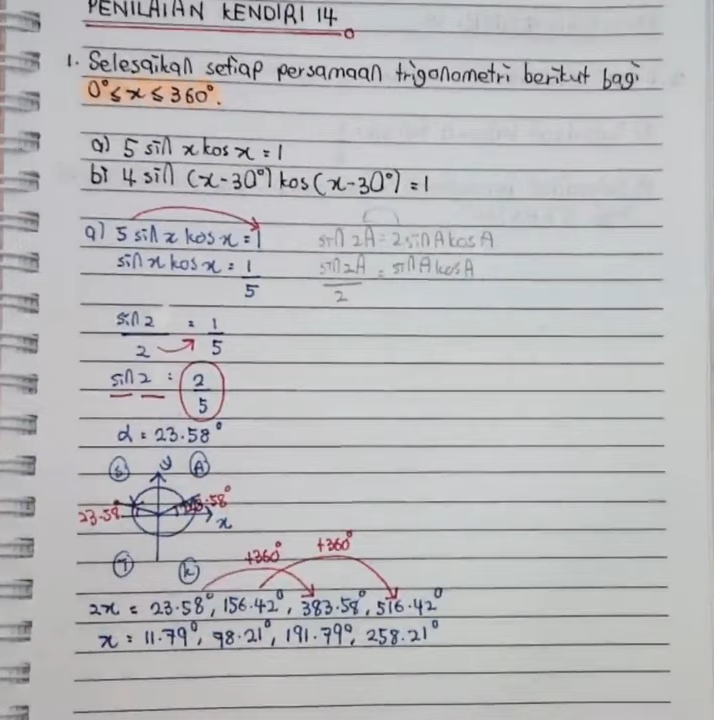 PENILAIAN KENDIRI 14
1. Selesaikan setiap persamaan trigonometri berikut bagi
0° ≤ x ≤ 360°.
a) 5 sin x kos x = 1
b) 4 sin (x-30°) kos (x-30°) = 1
a) 5 sin x kos x = 1
sin 2A = 2 sin A kos A
sin x kos x = 1/5
sin 2A/2 = sin A kos A
sin 2/2 = 1/5
sin 2 = 2/5
α = 23.58°
S y A
23.58 23.58° x
T K
+360° +360°
2x = 23.58°, 156.42°, 383.58°, 516.42°
x = 11.79°, 98.21°, 191.79°, 258.21°